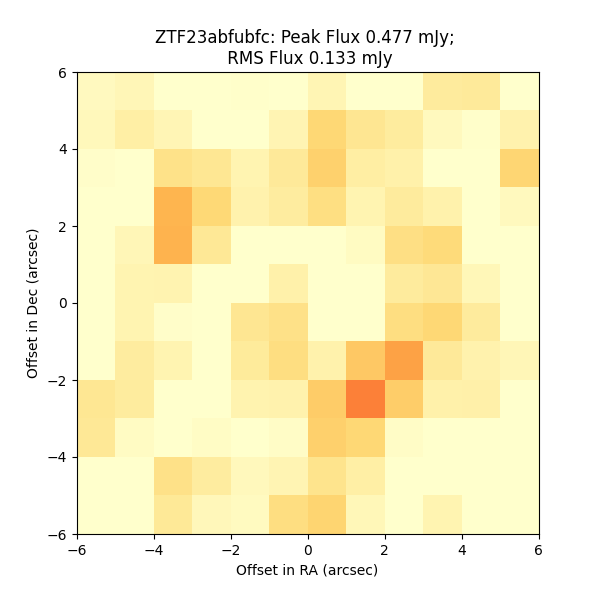 ZTF23abfubfc: Peak Flux 0.477 mJy;
RMS Flux 0.133 mJy
6
4
2
0
−2
−4
−6
Offset in Dec (arcsec)
−6 −4 −2 0 2 4 6
Offset in RA (arcsec)